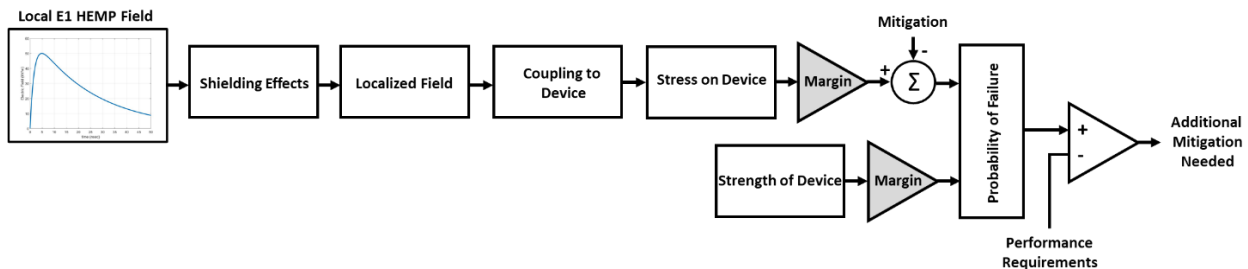 Local E1 HEMP Field
Shielding Effects
Localized Field
Coupling to
Device
Stress on Device
Margin
Mitigation
-
+
Σ
Strength of Device
Margin
Probability of Failure
+
-
Performance
Requirements
Additional
Mitigation
Needed